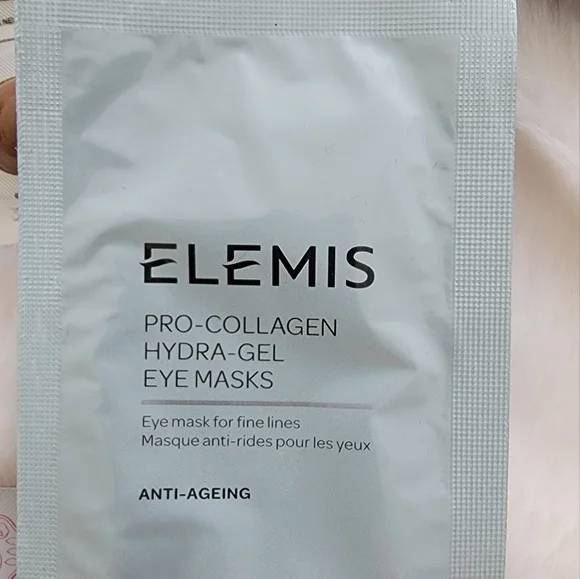 ELEMIS
PRO-COLLAGEN
HYDRA-GEL
EYE MASKS
Eye mask for fine lines
Masque anti-rides pour les yeux
ANTI-AGEING